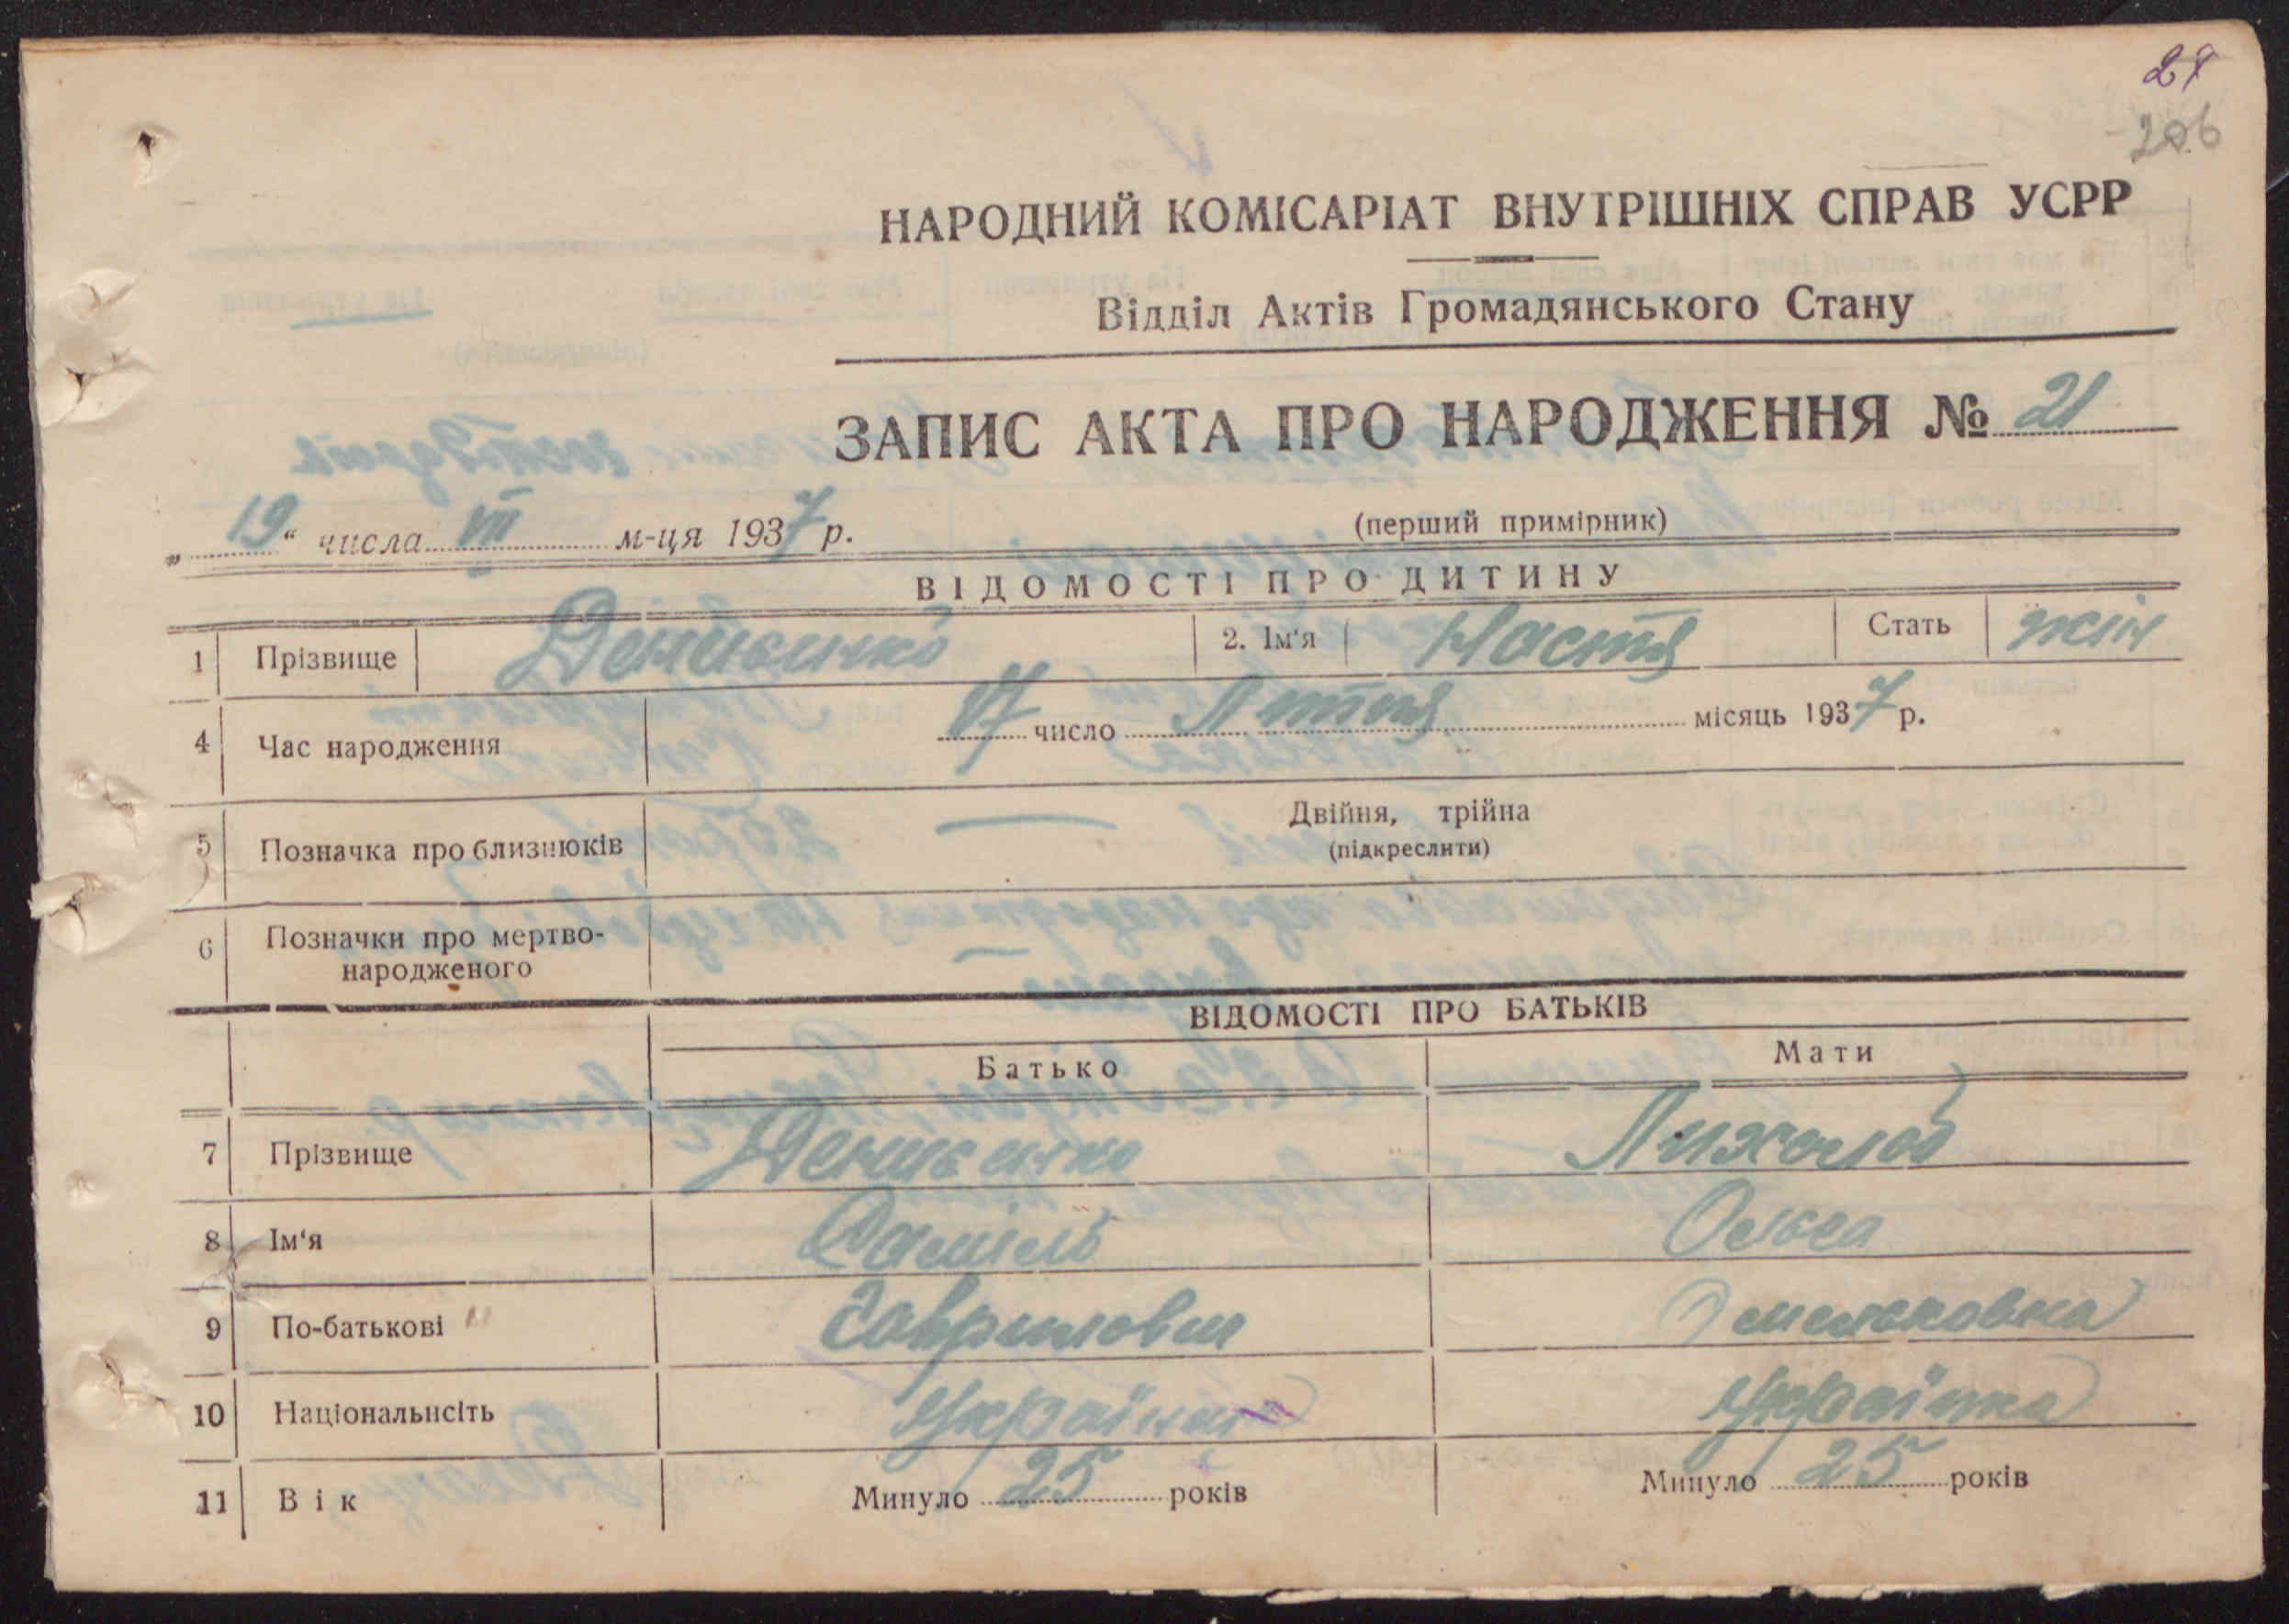 206
НАРОДНИЙ КОМІСАРІАТ ВНУТРІШНІХ СПРАВ УСРР
Відділ Актів Громадянського Стану
ЗАПИС АКТА ПРО НАРОДЖЕННЯ № 21
„ 19 “ числа VII м-ця 1937 р. (перший примірник)
ВІДОМОСТІ ПРО ДИТИНУ
1 Прізвище Денисенко 2. Ім‘я Настя Стать жін
4 Час народження 17 число Липня місяць 1937 р.
5 Позначка про близнюків — Двійня, трійна
(підкреслити)
6 Позначки про мертво-
народженого
ВІДОМОСТІ ПРО БАТЬКІВ
Батько Мати
7 Прізвище Денисенко
8 Ім‘я Даніль Ольга
9 По-батькові Гаврилович Омельковна
10 Національнсіть Українець Українка
11 Вік Минуло 25 років Минуло 25 років